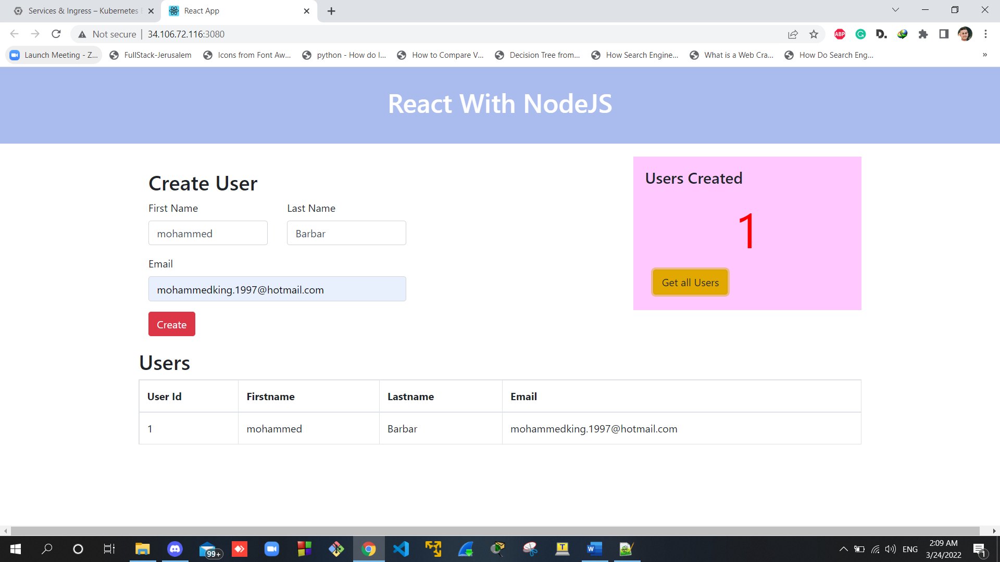 Services & Ingress – Kubernetes
React App
Not secure
34.106.72.116:3080
ABP
Launch Meeting - Z...
FullStack-Jerusalem
Icons from Font Aw...
python - How do I...
How to Compare V...
Decision Tree from...
How Search Engine...
What is a Web Cra...
How Do Search Eng...
»
React With NodeJS
Create User
First Name
Last Name
mohammed
Barbar
Email
mohammedking.1997@hotmail.com
Create
Users Created
1
Get all Users
Users
User Id Firstname Lastname Email
1 mohammed Barbar mohammedking.1997@hotmail.com
99+
ENG
2:09 AM
3/24/2022
1